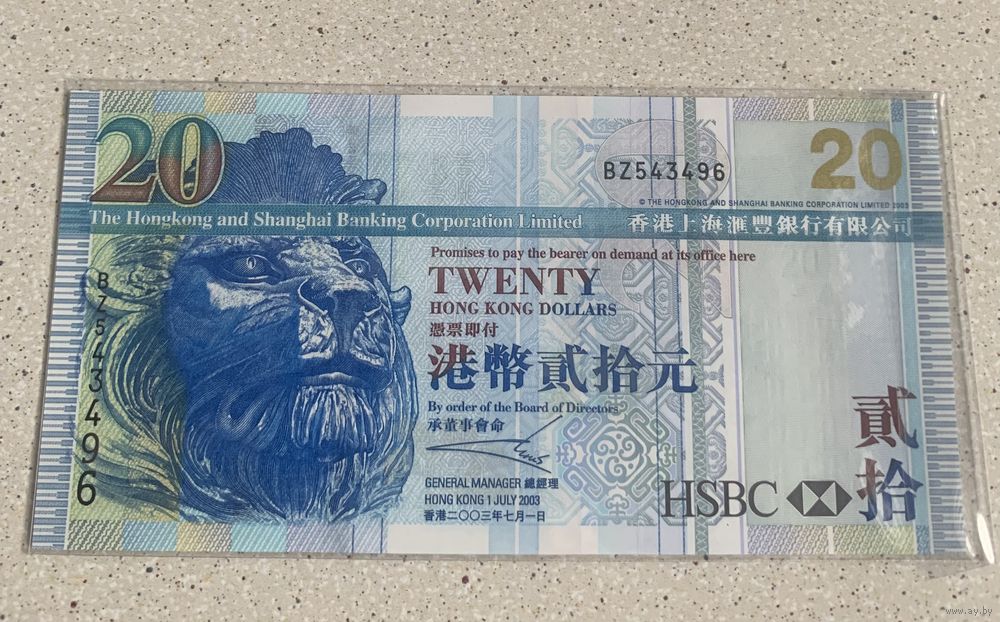 20
BZ543496
20
© THE HONGKONG AND SHANGHAI BANKING CORPORATION LIMITED 2003
The Hongkong and Shanghai Banking Corporation Limited
香港上海滙豐銀行有限公司
Promises to pay the bearer on demand at its office here
TWENTY
HONG KONG DOLLARS
憑票即付
港幣貳拾元
By order of the Board of Directors
承董事會命
GENERAL MANAGER 總經理
HONG KONG 1 JULY 2003
香港二〇〇三年七月一日
BZ543496
貳拾
HSBC
www.ay.by